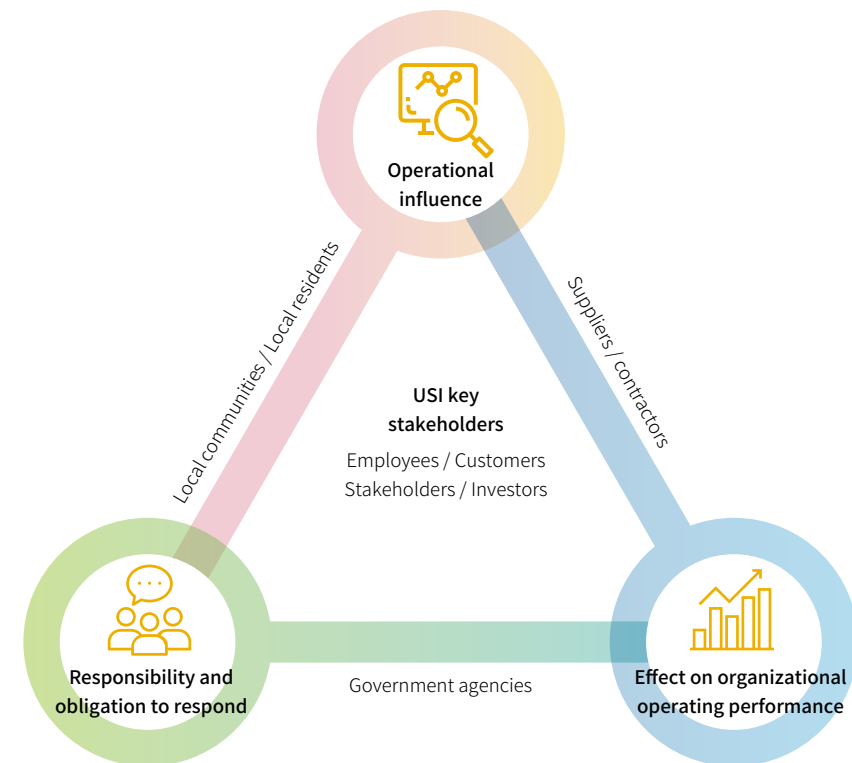 Operational
influence
Local communities / Local residents
Suppliers / contractors
USI key
stakeholders
Employees / Customers
Stakeholders / Investors
Responsibility and
obligation to respond
Government agencies
Effect on organizational
operating performance